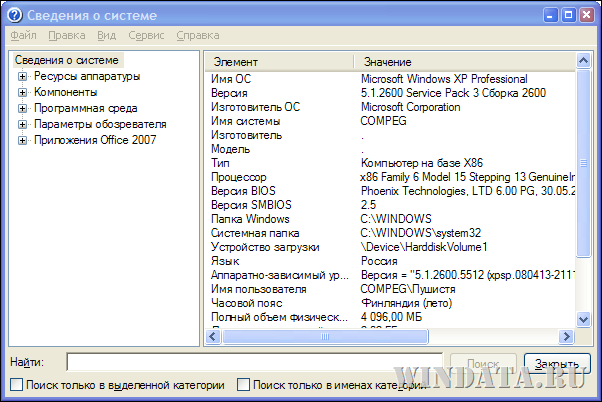 Сведения о системе
Файл Правка Вид Сервис Справка
Сведения о системе
Ресурсы аппаратуры
Компоненты
Программная среда
Параметры обозревателя
Приложения Office 2007
Элемент Значение
Имя ОС Microsoft Windows XP Professional
Версия 5.1.2600 Service Pack 3 Сборка 2600
Изготовитель ОС Microsoft Corporation
Имя системы COMPEG
Изготовитель .
Модель .
Тип Компьютер на базе X86
Процессор x86 Family 6 Model 15 Stepping 13 GenuineIn
Версия BIOS Phoenix Technologies, LTD 6.00 PG, 30.05.2
Версия SMBIOS 2.5
Папка Windows C:\WINDOWS
Системная папка C:\WINDOWS\system32
Устройство загрузки \Device\HarddiskVolume1
Язык Россия
Аппаратно-зависимый ур... Версия = "5.1.2600.5512 (xpsp.080413-2111
Имя пользователя COMPEG\Пушистя
Часовой пояс Финляндия (лето)
Полный объем физическ... 4 096,00 МБ
Найти: Поиск Закрыть
Поиск только в выделенной категории Поиск только в именах категории
WINDATA.RU